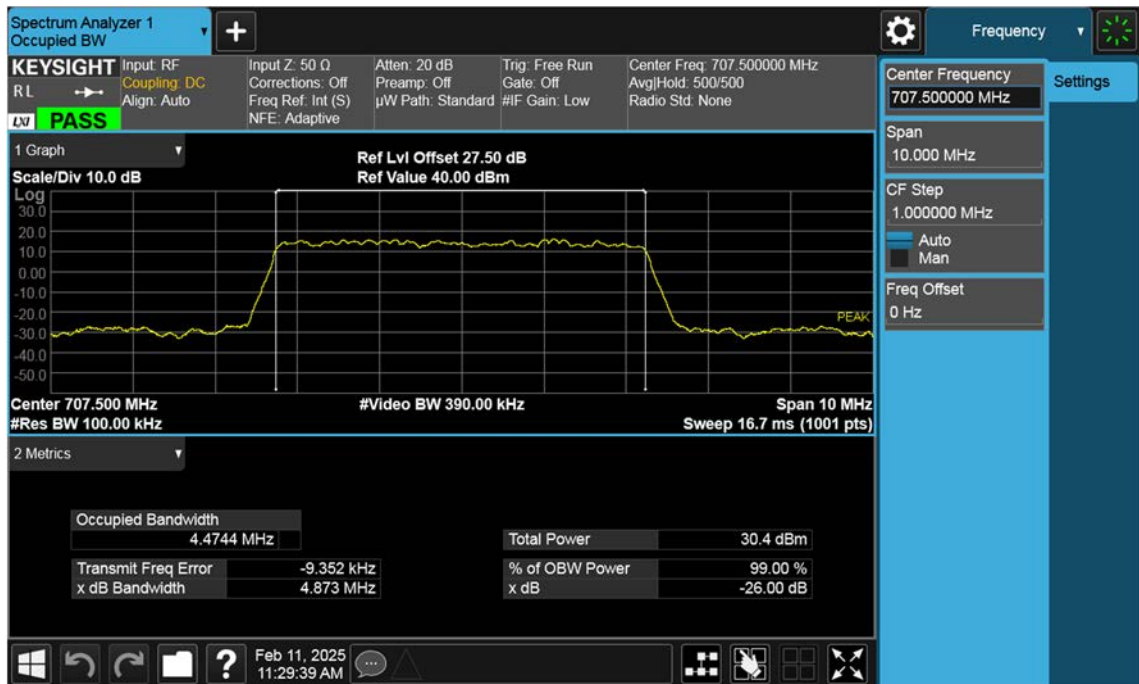 Spectrum Analyzer 1
Occupied BW
Frequency
KEYSIGHT
R L
LXI
PASS
Input: RF
Coupling: DC
Align: Auto
Input Z: 50 Ω
Corrections: Off
Freq Ref: Int (S)
NFE: Adaptive
Atten: 20 dB
Preamp: Off
µW Path: Standard
Trig: Free Run
Gate: Off
#IF Gain: Low
Center Freq: 707.500000 MHz
Avg|Hold: 500/500
Radio Std: None
Center Frequency
707.500000 MHz
Settings
Span
10.000 MHz
CF Step
1.000000 MHz
Auto
Man
Freq Offset
0 Hz
1 Graph
Scale/Div 10.0 dB
Ref Lvl Offset 27.50 dB
Ref Value 40.00 dBm
Log
30.0
20.0
10.0
0.00
-10.0
-20.0
-30.0
-40.0
-50.0
PEAK
Center 707.500 MHz
#Video BW 390.00 kHz
Span 10 MHz
#Res BW 100.00 kHz
Sweep 16.7 ms (1001 pts)
2 Metrics
Occupied Bandwidth
4.4744 MHz
Total Power 30.4 dBm
Transmit Freq Error -9.352 kHz
% of OBW Power 99.00 %
x dB Bandwidth 4.873 MHz
x dB -26.00 dB
?
Feb 11, 2025
11:29:39 AM